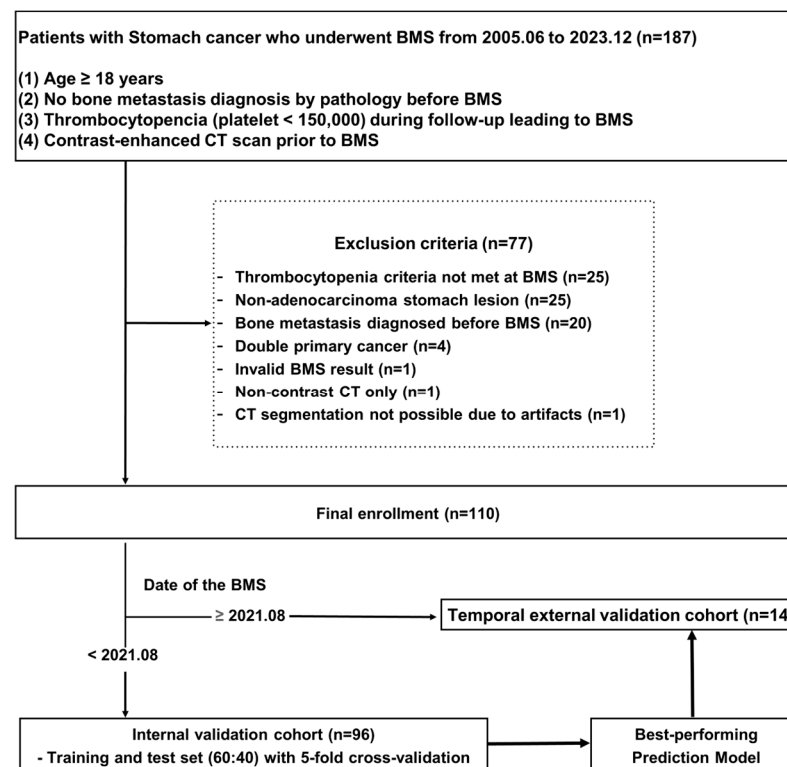 Patients with Stomach cancer who underwent BMS from 2005.06 to 2023.12 (n=187)
(1) Age ≥ 18 years
(2) No bone metastasis diagnosis by pathology before BMS
(3) Thrombocytopencia (platelet < 150,000) during follow-up leading to BMS
(4) Contrast-enhanced CT scan prior to BMS
Exclusion criteria (n=77)
- Thrombocytopenia criteria not met at BMS (n=25)
- Non-adenocarcinoma stomach lesion (n=25)
- Bone metastasis diagnosed before BMS (n=20)
- Double primary cancer (n=4)
- Invalid BMS result (n=1)
- Non-contrast CT only (n=1)
- CT segmentation not possible due to artifacts (n=1)
Final enrollment (n=110)
Date of the BMS
≥ 2021.08
Temporal external validation cohort (n=14
< 2021.08
Internal validation cohort (n=96)
- Training and test set (60:40) with 5-fold cross-validation
Best-performing
Prediction Model